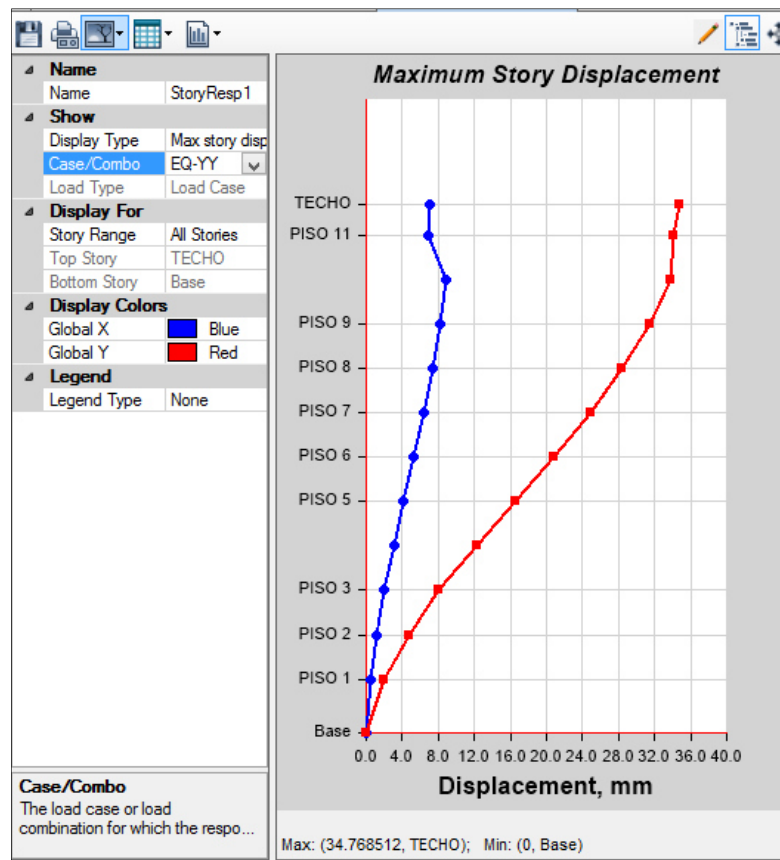 Name
Name StoryResp1
Show
Display Type Max story disp
Case/Combo EQ-YY
Load Type Load Case
Display For
Story Range All Stories
Top Story TECHO
Bottom Story Base
Display Colors
Global X Blue
Global Y Red
Legend
Legend Type None
Case/Combo
The load case or load
combination for which the respo...
Maximum Story Displacement
TECHO
PISO 11
PISO 9
PISO 8
PISO 7
PISO 6
PISO 5
PISO 3
PISO 2
PISO 1
Base
0.0 4.0 8.0 12.0 16.0 20.0 24.0 28.0 32.0 36.0 40.0
Displacement, mm
Max: (34.768512, TECHO); Min: (0, Base)